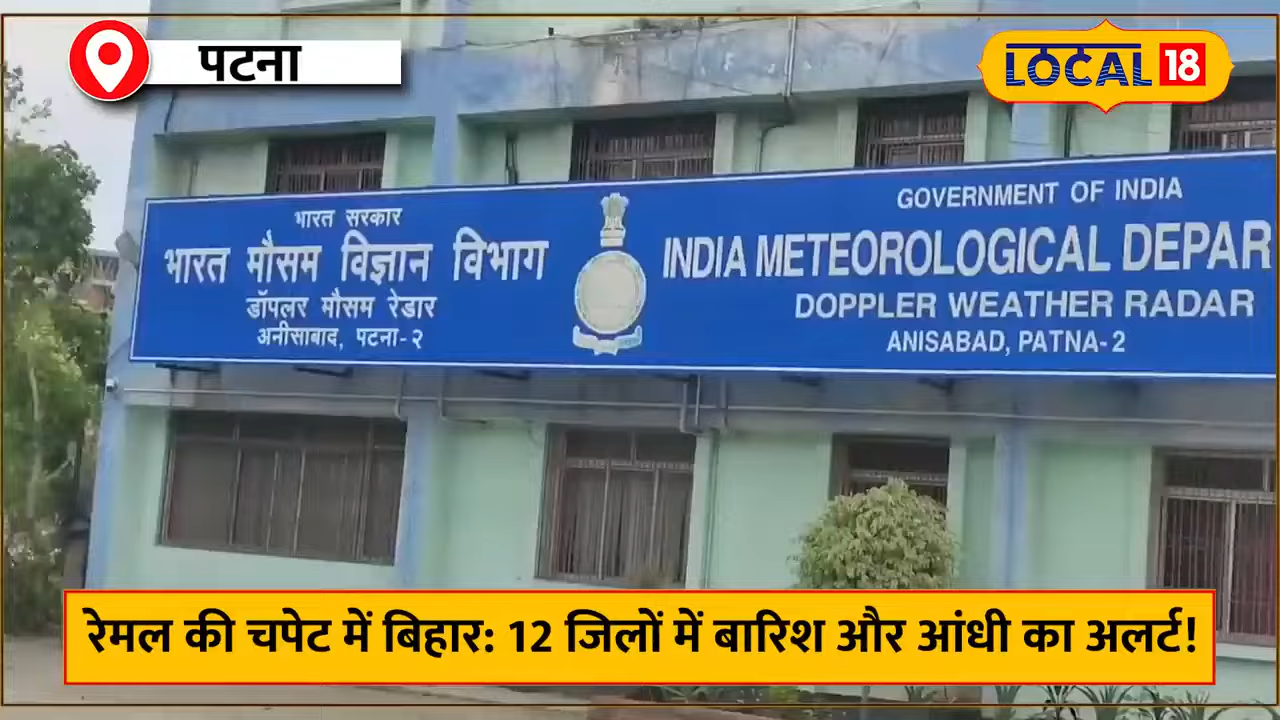 पटना
LOCAL 18
भारत सरकार
भारत मौसम विज्ञान विभाग
डॉपलर मौसम रेडार
अनीसाबाद, पटना-२
GOVERNMENT OF INDIA
INDIA METEOROLOGICAL DEPAR
DOPPLER WEATHER RADAR
ANISABAD, PATNA-2
रेमल की चपेट में बिहार: 12 जिलों में बारिश और आंधी का अलर्ट!